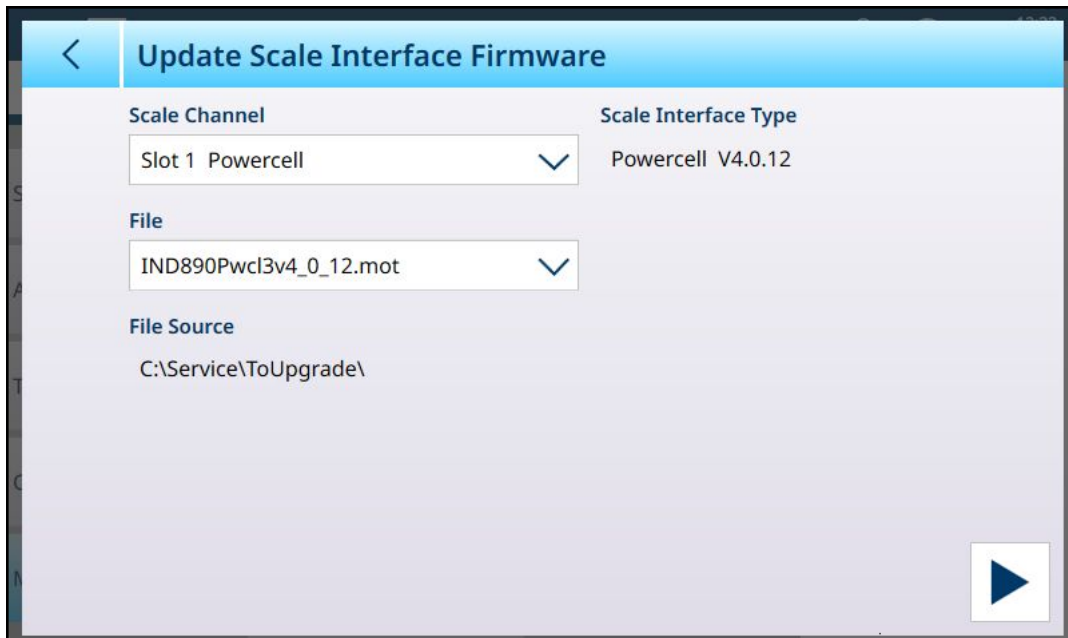 Update Scale Interface Firmware
Scale Channel
Scale Interface Type
Slot 1 Powercell
Powercell V4.0.12
File
IND890Pwcl3v4_0_12.mot
File Source
C:\Service\ToUpgrade\